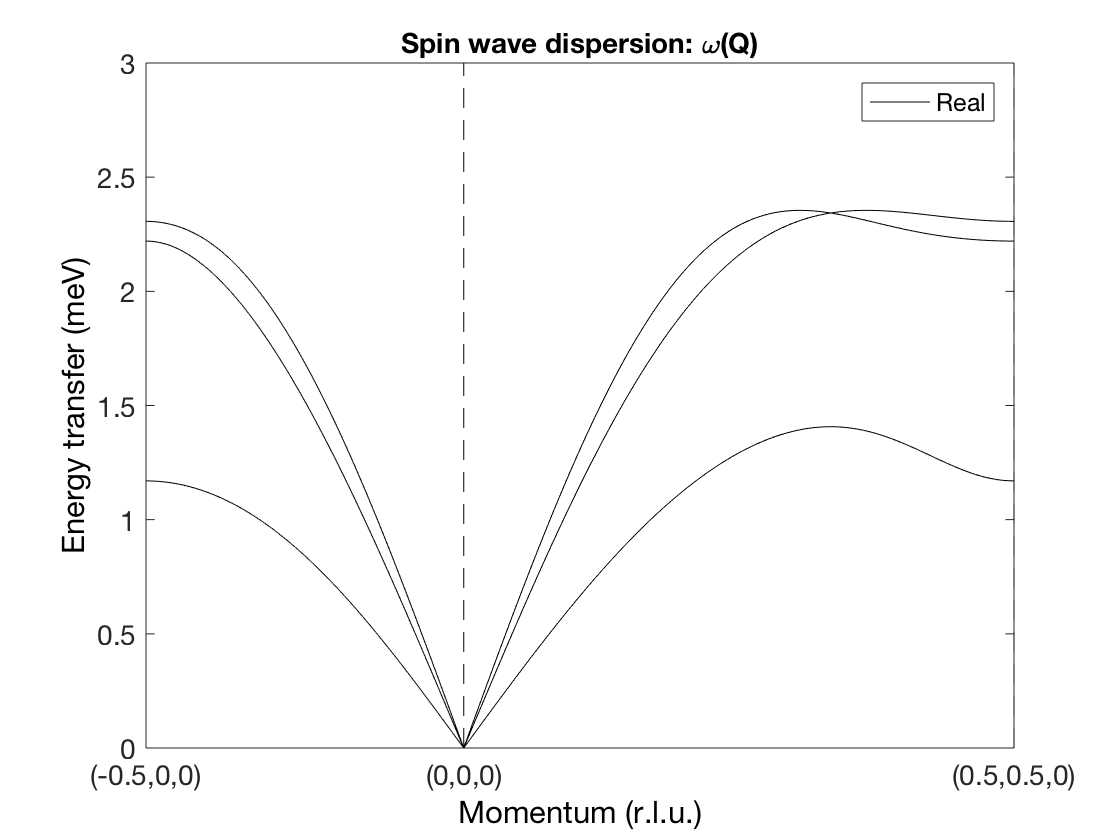 Spin wave dispersion: ω(Q)
Real
3
2.5
2
1.5
1
0.5
0
Energy transfer (meV)
(-0.5,0,0) (0,0,0) (0.5,0.5,0)
Momentum (r.l.u.)